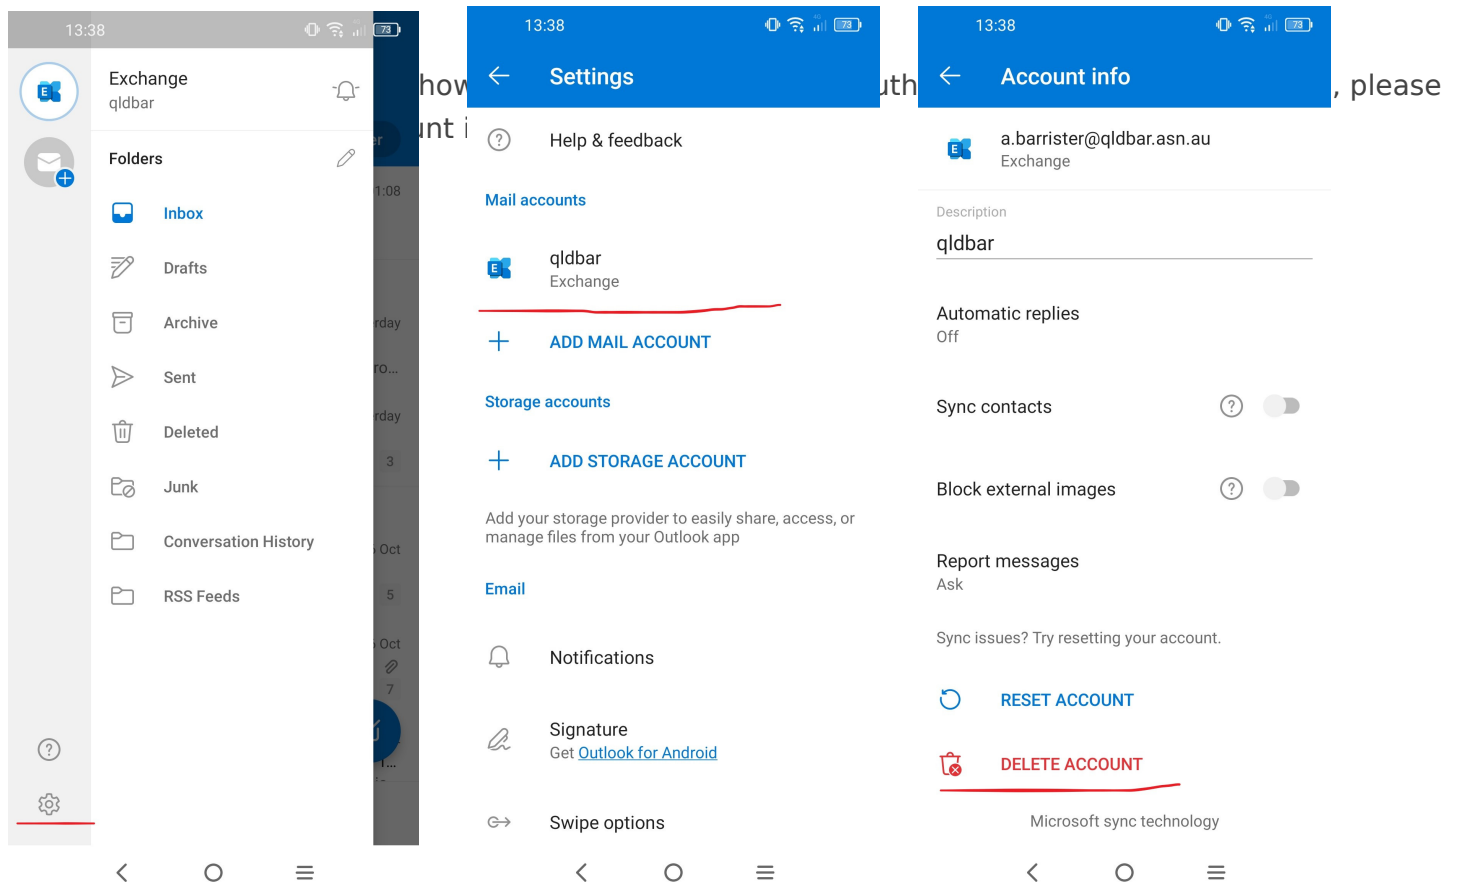 13:38
73
Exchange
qldbar
Folders
Inbox
Drafts
Archive
Sent
Deleted
Junk
Conversation History
RSS Feeds
1:08
3
Oct
5
Oct
7
13:38
73
Settings
Help & feedback
Mail accounts
qldbar
Exchange
ADD MAIL ACCOUNT
Storage accounts
ADD STORAGE ACCOUNT
Add your storage provider to easily share, access, or
manage files from your Outlook app
Email
Notifications
Signature
Get Outlook for Android
Swipe options
13:38
73
Account info
a.barrister@qldbar.asn.au
Exchange
Description
qldbar
Automatic replies
Off
Sync contacts
Block external images
Report messages
Ask
Sync issues? Try resetting your account.
RESET ACCOUNT
DELETE ACCOUNT
Microsoft sync technology
, please